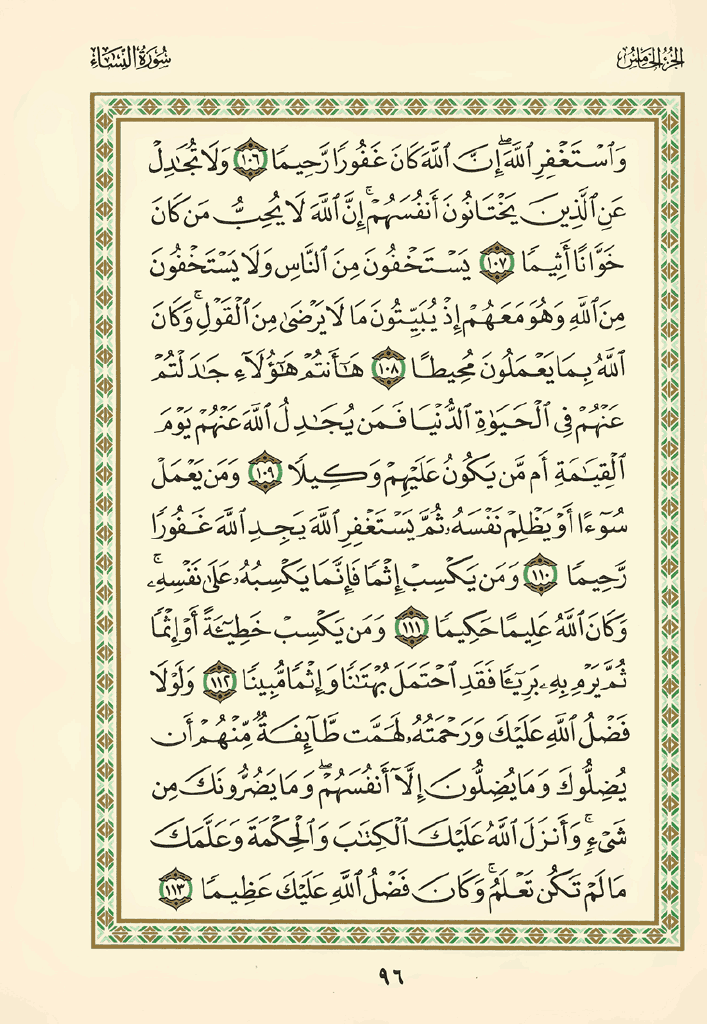 الجزء الخامس
سورة النساء
وَٱسۡتَغۡفِرِ ٱللَّهَۖ إِنَّ ٱللَّهَ كَانَ غَفُورٗا رَّحِيمٗا ١٠٦ وَلَا تُجَٰدِلۡ
عَنِ ٱلَّذِينَ يَخۡتَانُونَ أَنفُسَهُمۡۚ إِنَّ ٱللَّهَ لَا يُحِبُّ مَن كَانَ
خَوَّانًا أَثِيمٗا ١٠٧ يَسۡتَخۡفُونَ مِنَ ٱلنَّاسِ وَلَا يَسۡتَخۡفُونَ
مِنَ ٱللَّهِ وَهُوَ مَعَهُمۡ إِذۡ يُبَيِّتُونَ مَا لَا يَرۡضَىٰ مِنَ ٱلۡقَوۡلِۚ وَكَانَ
ٱللَّهُ بِمَا يَعۡمَلُونَ مُحِيطًا ١٠٨ هَٰٓأَنتُمۡ هَٰٓؤُلَآءِ جَٰدَلۡتُمۡ
عَنۡهُمۡ فِي ٱلۡحَيَوٰةِ ٱلدُّنۡيَا فَمَن يُجَٰدِلُ ٱللَّهَ عَنۡهُمۡ يَوۡمَ
ٱلۡقِيَٰمَةِ أَم مَّن يَكُونُ عَلَيۡهِمۡ وَكِيلٗا ١٠٩ وَمَن يَعۡمَلۡ
سُوٓءًا أَوۡ يَظۡلِمۡ نَفۡسَهُۥ ثُمَّ يَسۡتَغۡفِرِ ٱللَّهَ يَجِدِ ٱللَّهَ غَفُورٗا
رَّحِيمٗا ١١٠ وَمَن يَكۡسِبۡ إِثۡمٗا فَإِنَّمَا يَكۡسِبُهُۥ عَلَىٰ نَفۡسِهِۦۚ
وَكَانَ ٱللَّهُ عَلِيمًا حَكِيمٗا ١١١ وَمَن يَكۡسِبۡ خَطِيٓـَٔةً أَوۡ إِثۡمٗا
ثُمَّ يَرۡمِ بِهِۦ بَرِيٓـٔٗا فَقَدِ ٱحۡتَمَلَ بُهۡتَٰنٗا وَإِثۡمٗا مُّبِينٗا ١١٢ وَلَوۡلَا
فَضۡلُ ٱللَّهِ عَلَيۡكَ وَرَحۡمَتُهُۥ لَهَمَّت طَّآئِفَةٞ مِّنۡهُمۡ أَن
يُضِلُّوكَ وَمَا يُضِلُّونَ إِلَّآ أَنفُسَهُمۡۖ وَمَا يَضُرُّونَكَ مِن
شَيۡءٖۚ وَأَنزَلَ ٱللَّهُ عَلَيۡكَ ٱلۡكِتَٰبَ وَٱلۡحِكۡمَةَ وَعَلَّمَكَ
مَا لَمۡ تَكُن تَعۡلَمُۚ وَكَانَ فَضۡلُ ٱللَّهِ عَلَيۡكَ عَظِيمٗا ١١٣
٩٦